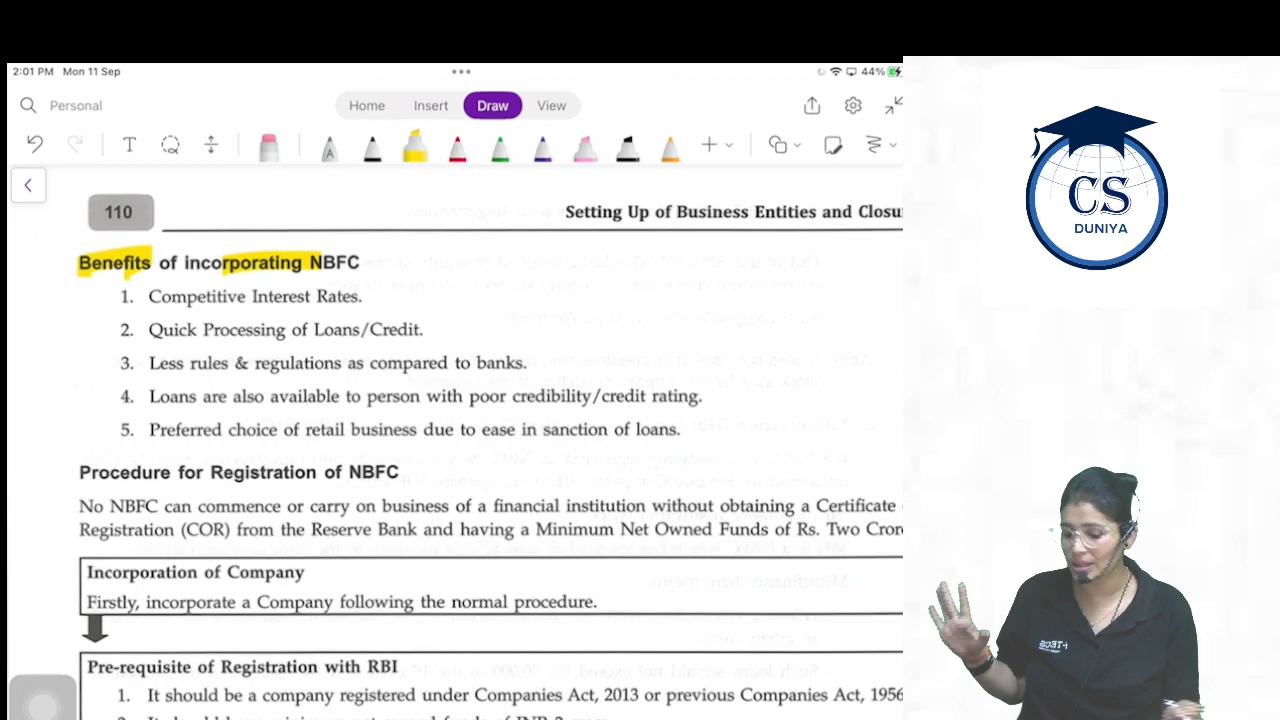 2:01 PM Mon 11 Sep
44%
Personal
Home Insert Draw View
T
A
110
Setting Up of Business Entities and Closu
Benefits of incorporating NBFC
1. Competitive Interest Rates.
2. Quick Processing of Loans/Credit.
3. Less rules & regulations as compared to banks.
4. Loans are also available to person with poor credibility/credit rating.
5. Preferred choice of retail business due to ease in sanction of loans.
Procedure for Registration of NBFC
No NBFC can commence or carry on business of a financial institution without obtaining a Certificate
Registration (COR) from the Reserve Bank and having a Minimum Net Owned Funds of Rs. Two Cror
Incorporation of Company
Firstly, incorporate a Company following the normal procedure.
Pre-requisite of Registration with RBI
1. It should be a company registered under Companies Act, 2013 or previous Companies Act, 1956
CS
DUNIYA